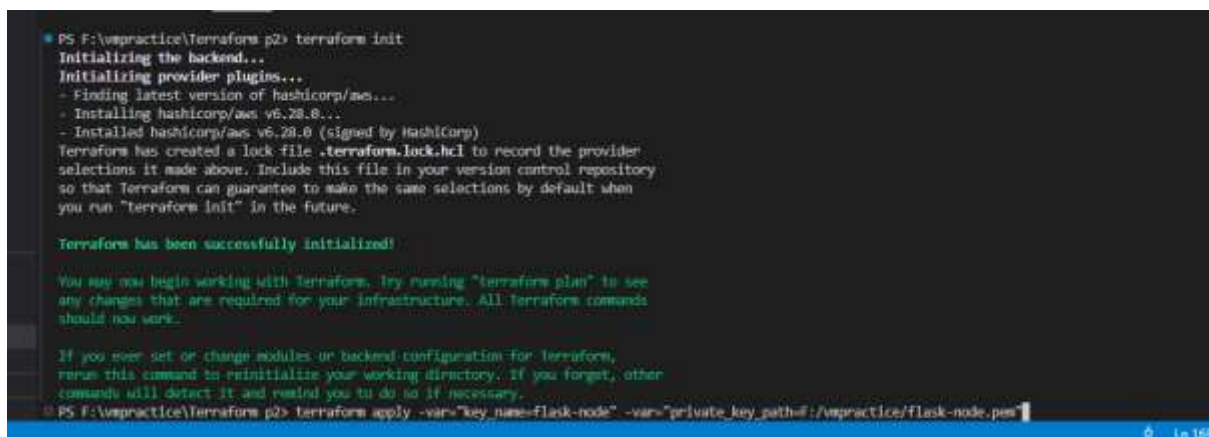 PS F:\vmpractice\Terraform p2> terraform init
Initializing the backend...
Initializing provider plugins...
- Finding latest version of hashicorp/aws...
- Installing hashicorp/aws v6.28.0...
- Installed hashicorp/aws v6.28.0 (signed by HashiCorp)
Terraform has created a lock file .terraform.lock.hcl to record the provider
selections it made above. Include this file in your version control repository
so that Terraform can guarantee to make the same selections by default when
you run "terraform init" in the future.
Terraform has been successfully initialized!
You may now begin working with Terraform. Try running "terraform plan" to see
any changes that are required for your infrastructure. All Terraform commands
should now work.
If you ever set or change modules or backend configuration for Terraform,
rerun this command to reinitialize your working directory. If you forget, other
commands will detect it and remind you to do so if necessary.
PS F:\vmpractice\Terraform p2> terraform apply -var="key_name=flask-node" -var="private_key_path=F:/vmpractice/flask-node.pem"